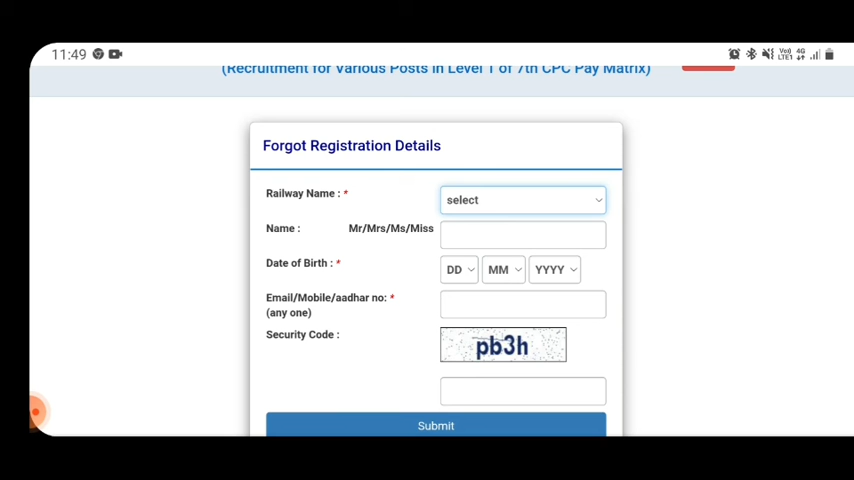 11:49 VoLTE1 4G
(Recruitment for Various Posts in Level 1 of 7th CPC Pay Matrix)
Forgot Registration Details
Railway Name : * select
Name : Mr/Mrs/Ms/Miss
Date of Birth : * DD MM YYYY
Email/Mobile/aadhar no: *
(any one)
Security Code : pb3h
Submit